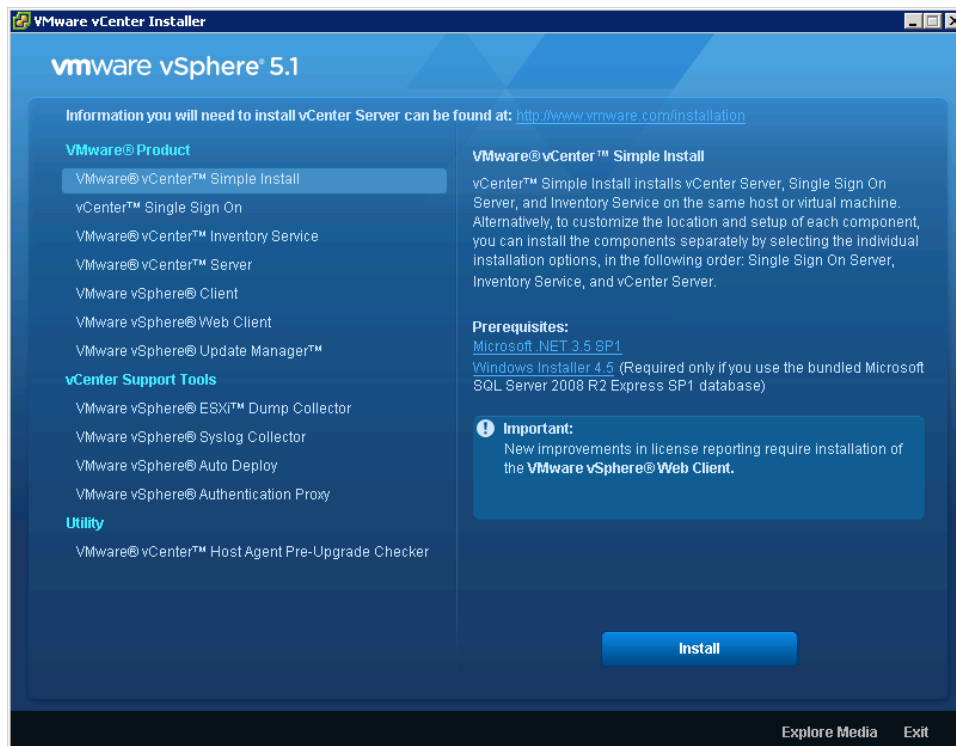 VMware vCenter Installer
vmware vSphere® 5.1
Information you will need to install vCenter Server can be found at: http://www.vmware.com/installation
VMware® Product
VMware® vCenter™ Simple Install
vCenter™ Single Sign On
VMware® vCenter™ Inventory Service
VMware® vCenter™ Server
VMware vSphere® Client
VMware vSphere® Web Client
VMware vSphere® Update Manager™
vCenter Support Tools
VMware vSphere® ESXi™ Dump Collector
VMware vSphere® Syslog Collector
VMware vSphere® Auto Deploy
VMware vSphere® Authentication Proxy
Utility
VMware® vCenter™ Host Agent Pre-Upgrade Checker
VMware® vCenter™ Simple Install
vCenter™ Simple Install installs vCenter Server, Single Sign On
Server, and Inventory Service on the same host or virtual machine.
Alternatively, to customize the location and setup of each component,
you can install the components separately by selecting the individual
installation options, in the following order: Single Sign On Server,
Inventory Service, and vCenter Server.
Prerequisites:
Microsoft .NET 3.5 SP1
Windows Installer 4.5 (Required only if you use the bundled Microsoft
SQL Server 2008 R2 Express SP1 database)
Important:
New improvements in license reporting require installation of
the VMware vSphere® Web Client.
Install
Explore Media Exit